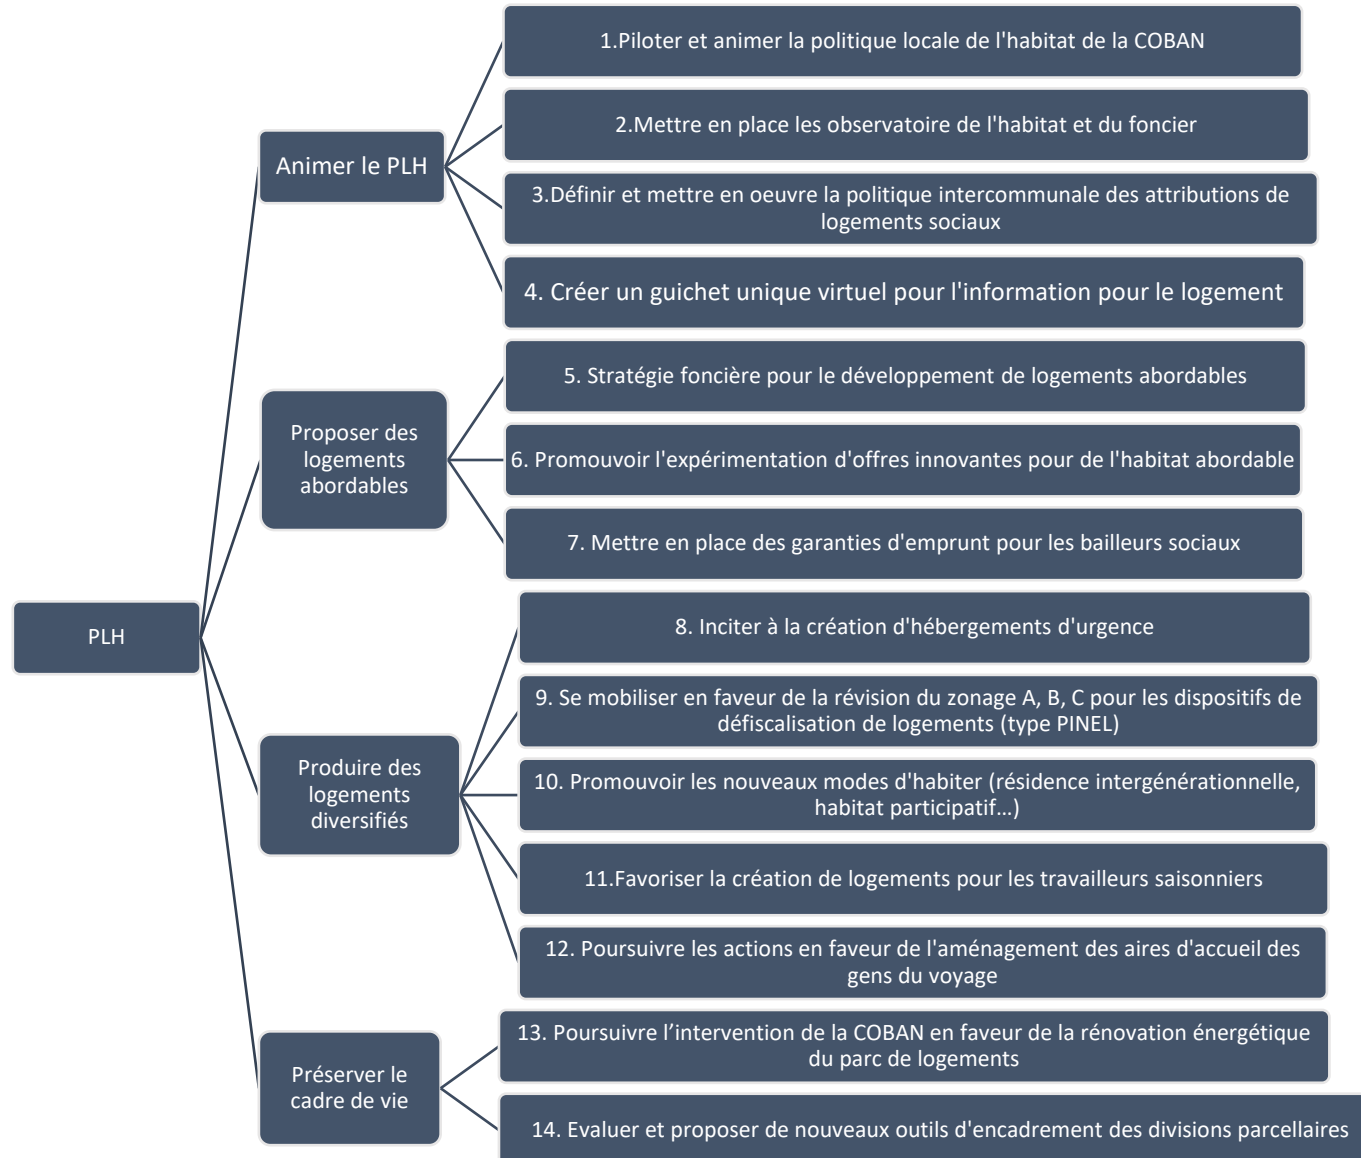 PLH
Animer le PLH
1.Piloter et animer la politique locale de l'habitat de la COBAN
2.Mettre en place les observatoire de l'habitat et du foncier
3.Définir et mettre en oeuvre la politique intercommunale des attributions de
logements sociaux
4. Créer un guichet unique virtuel pour l'information pour le logement
Proposer des
logements
abordables
5. Stratégie foncière pour le développement de logements abordables
6. Promouvoir l'expérimentation d'offres innovantes pour de l'habitat abordable
7. Mettre en place des garanties d'emprunt pour les bailleurs sociaux
Produire des
logements
diversifiés
8. Inciter à la création d'hébergements d'urgence
9. Se mobiliser en faveur de la révision du zonage A, B, C pour les dispositifs de
défiscalisation de logements (type PINEL)
10. Promouvoir les nouveaux modes d'habiter (résidence intergénérationnelle,
habitat participatif…)
11.Favoriser la création de logements pour les travailleurs saisonniers
12. Poursuivre les actions en faveur de l'aménagement des aires d'accueil des
gens du voyage
Préserver le
cadre de vie
13. Poursuivre l’intervention de la COBAN en faveur de la rénovation énergétique
du parc de logements
14. Evaluer et proposer de nouveaux outils d'encadrement des divisions parcellaires